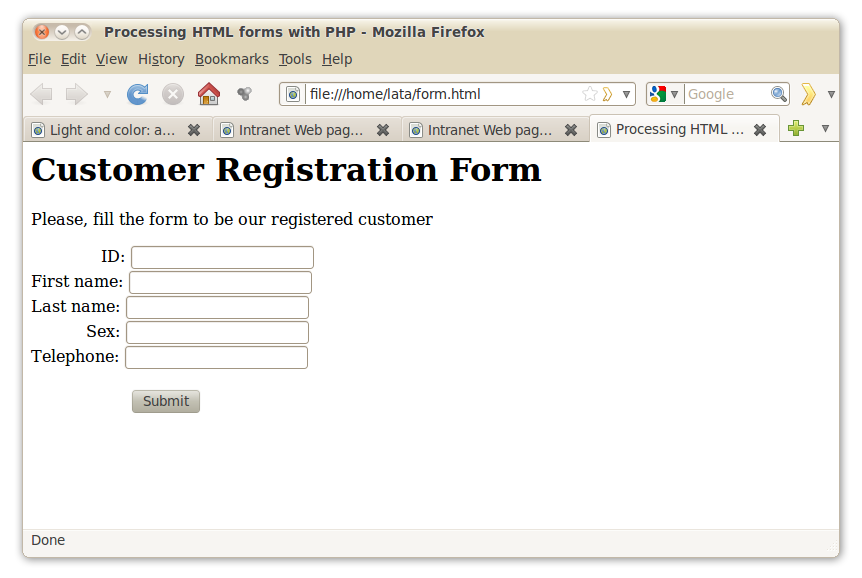 Processing HTML forms with PHP - Mozilla Firefox
File Edit View History Bookmarks Tools Help
file:///home/lata/form.html Google
Light and color: a... Intranet Web pag... Intranet Web pag... Processing HTML ...
Customer Registration Form
Please, fill the form to be our registered customer
ID:
First name:
Last name:
Sex:
Telephone:
Submit
Done